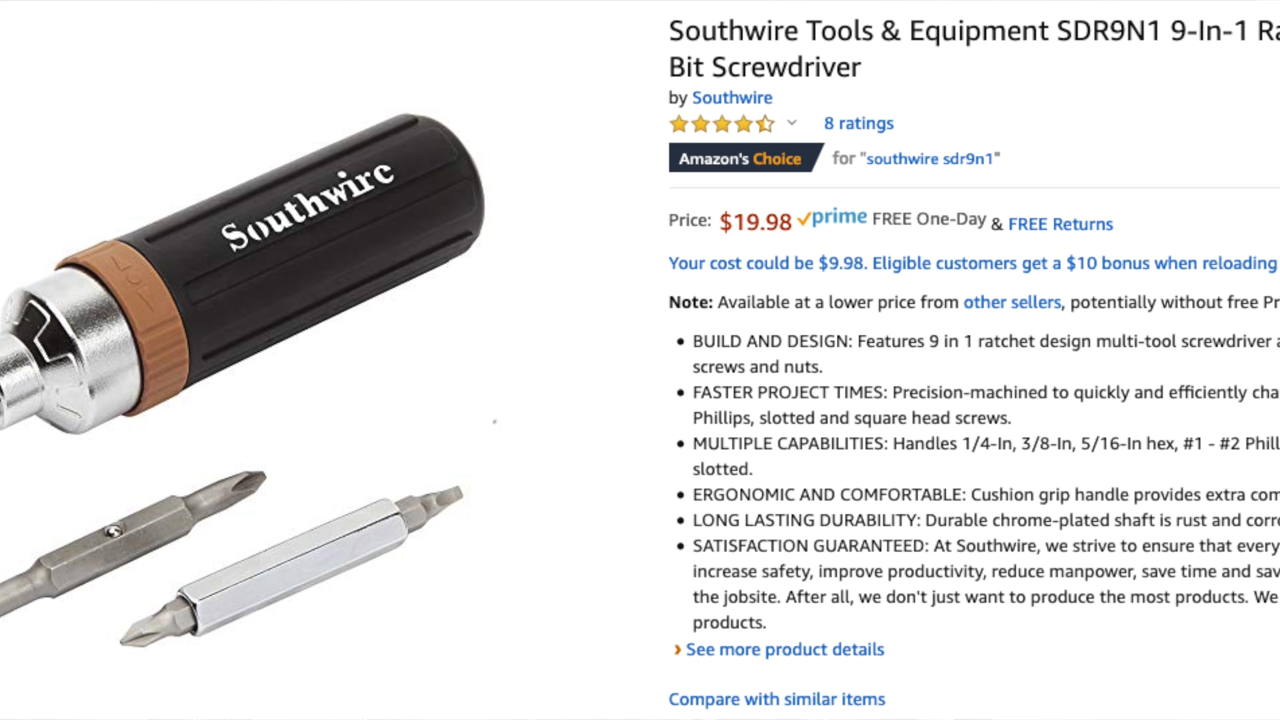 Southwire
Southwire Tools & Equipment SDR9N1 9-In-1
Bit Screwdriver
by Southwire
8 ratings
Amazon's Choice for "southwire sdr9n1"
Price: $19.98 prime FREE One-Day & FREE Returns
Your cost could be $9.98. Eligible customers get a $10 bonus when reloading
Note: Available at a lower price from other sellers, potentially without free
BUILD AND DESIGN: Features 9 in 1 ratchet design multi-tool screwdriver
screws and nuts.
FASTER PROJECT TIMES: Precision-machined to quickly and efficiently
Phillips, slotted and square head screws.
MULTIPLE CAPABILITIES: Handles 1/4-In, 3/8-In, 5/16-In hex, #1 - #2
slotted.
ERGONOMIC AND COMFORTABLE: Cushion grip handle provides extra
LONG LASTING DURABILITY: Durable chrome-plated shaft is rust and
SATISFACTION GUARANTEED: At Southwire, we strive to ensure that every
increase safety, improve productivity, reduce manpower, save time and
the jobsite. After all, we don't just want to produce the most products. We
products.
› See more product details
Compare with similar items